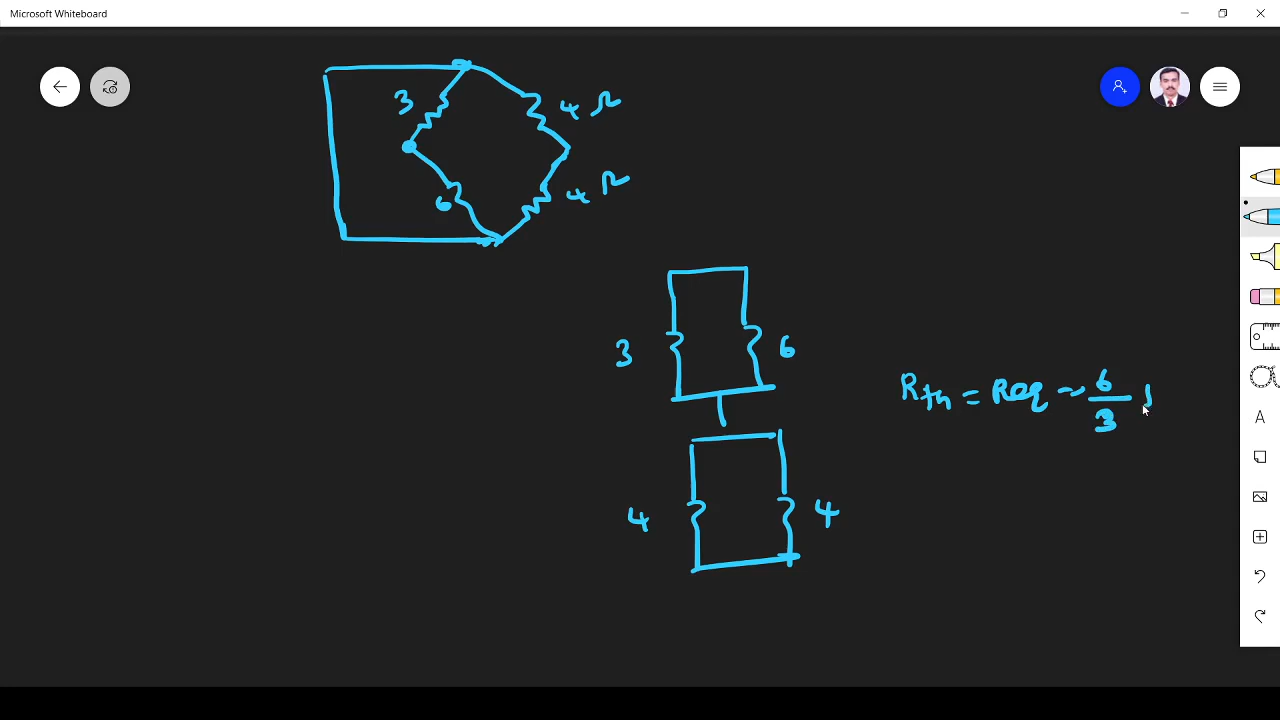 Microsoft Whiteboard
3
4 Ω
6
4 Ω
3
6
Rth = Req → 6/3
4
4
A